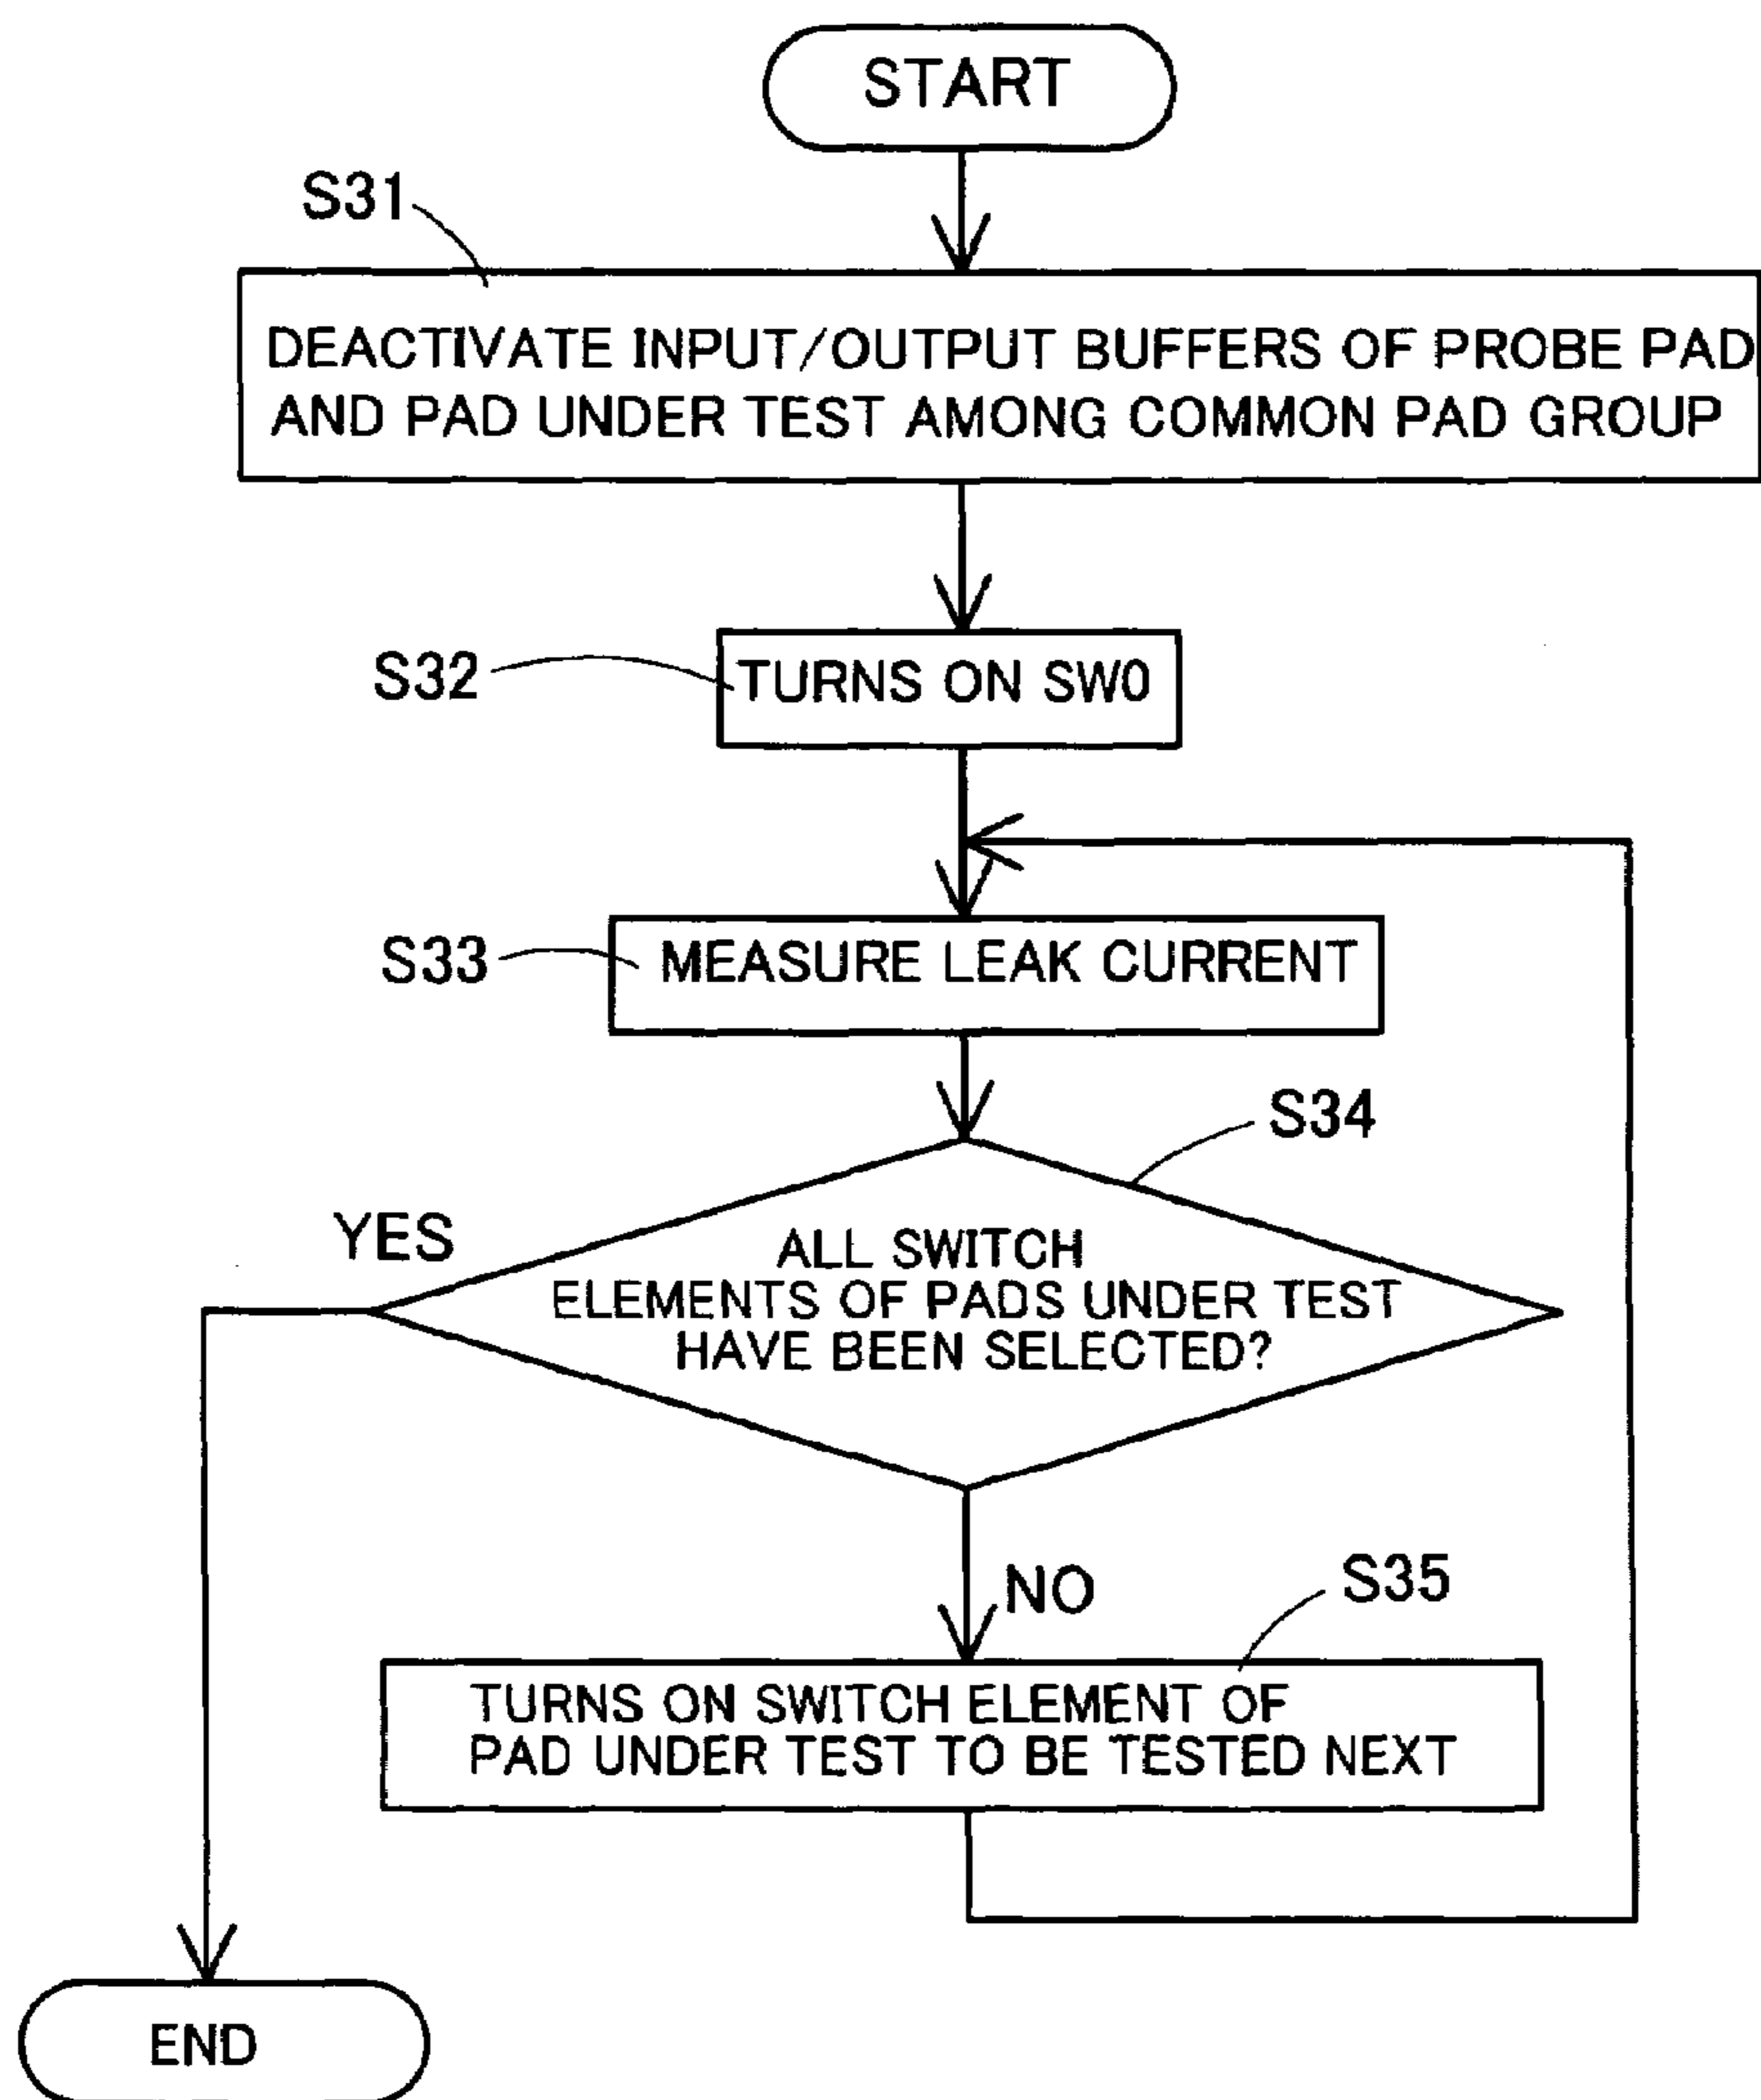 START
S31
DEACTIVATE INPUT/OUTPUT BUFFERS OF PROBE PAD
AND PAD UNDER TEST AMONG COMMON PAD GROUP
S32
TURNS ON SW0
S33
MEASURE LEAK CURRENT
S34
YES
ALL SWITCH
ELEMENTS OF PADS UNDER TEST
HAVE BEEN SELECTED?
NO
S35
TURNS ON SWITCH ELEMENT OF
PAD UNDER TEST TO BE TESTED NEXT
END